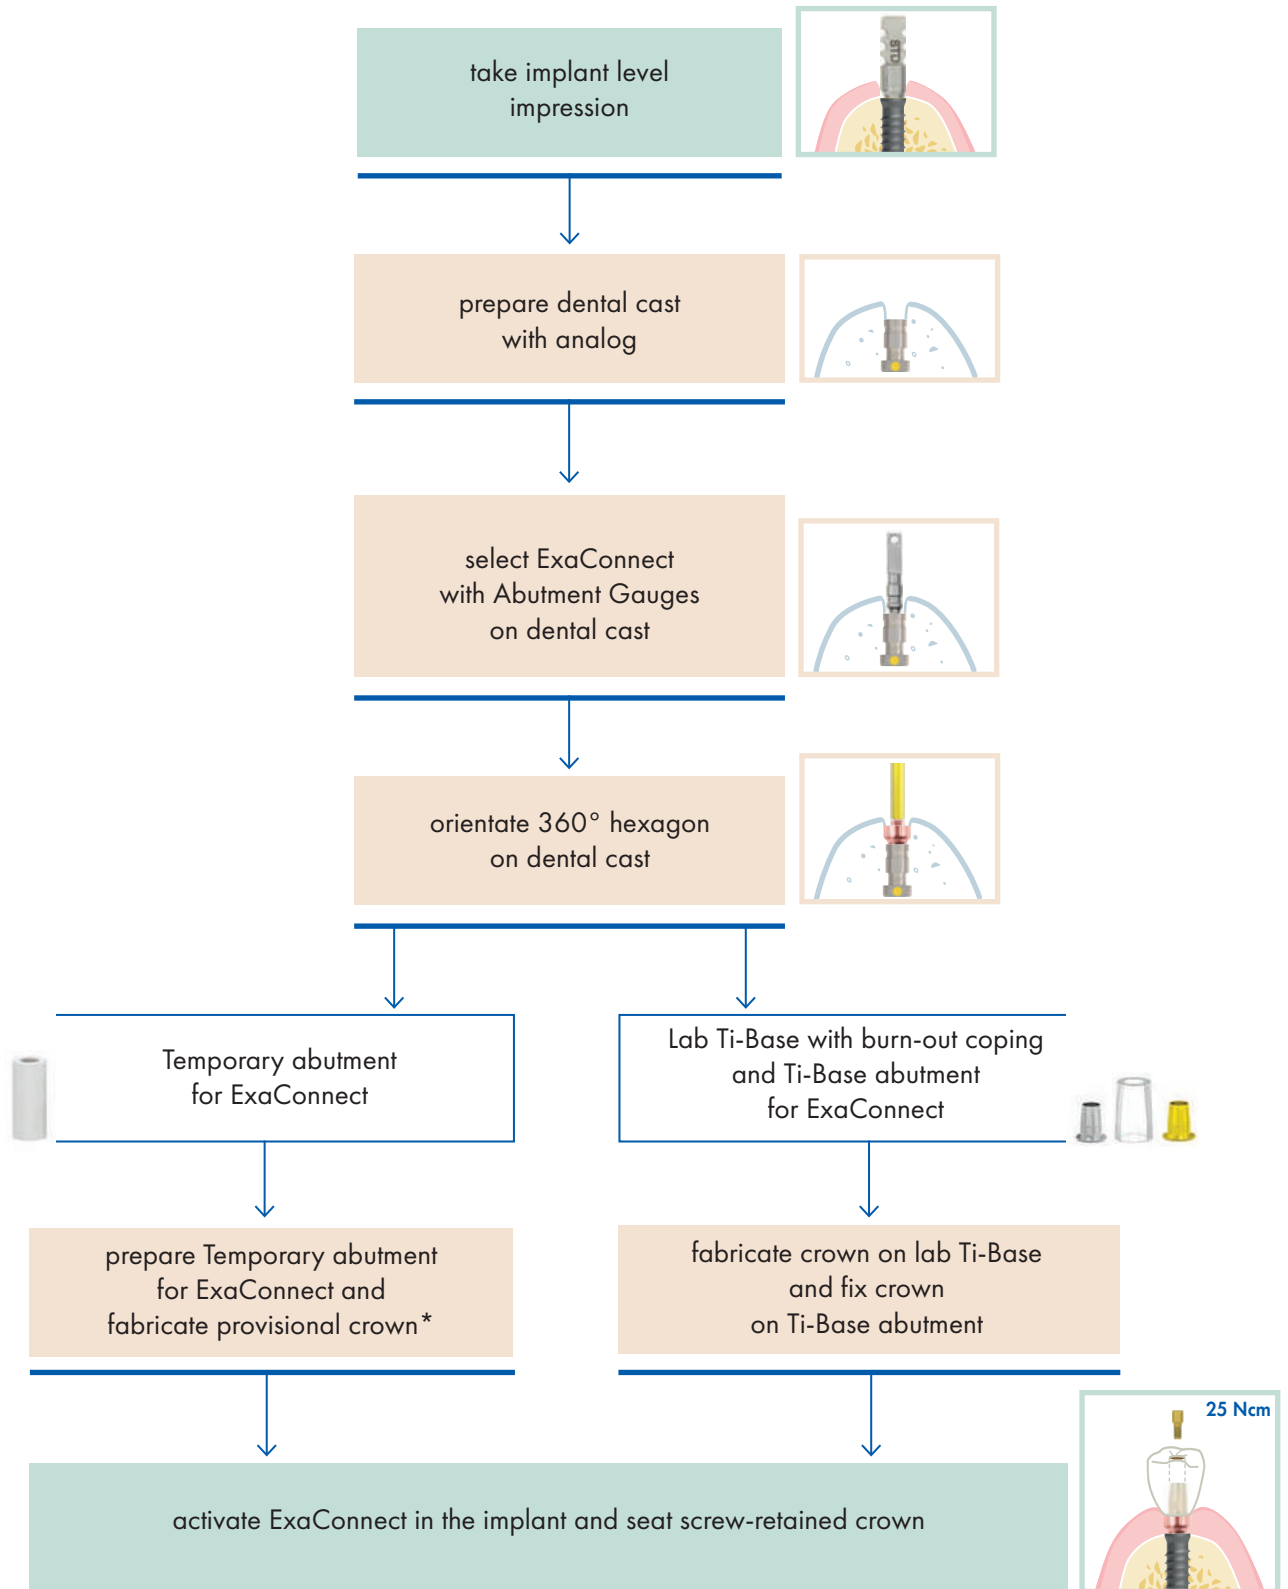 take implant level
impression
STD
prepare dental cast
with analog
select ExaConnect
with Abutment Gauges
on dental cast
orientate 360° hexagon
on dental cast
Temporary abutment
for ExaConnect
Lab Ti-Base with burn-out coping
and Ti-Base abutment
for ExaConnect
prepare Temporary abutment
for ExaConnect and
fabricate provisional crown*
fabricate crown on lab Ti-Base
and fix crown
on Ti-Base abutment
25 Ncm
activate ExaConnect in the implant and seat screw-retained crown